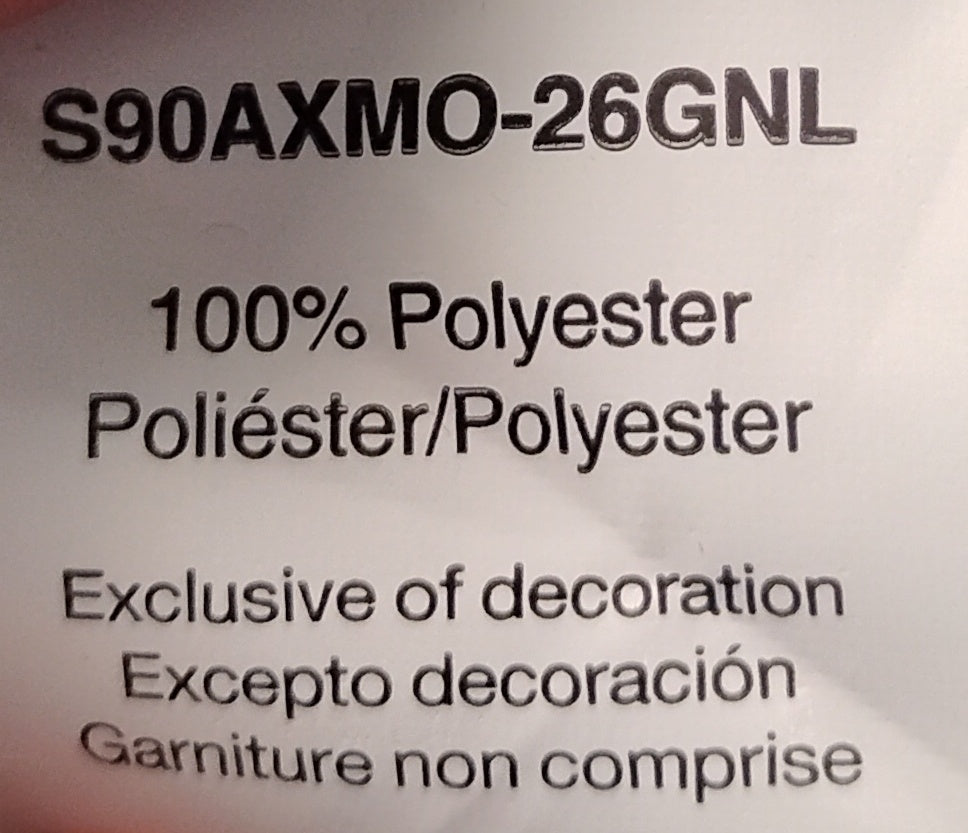 S90AXMO-26GNL
100% Polyester
Poliéster/Polyester
Exclusive of decoration
Excepto decoración
Garniture non comprise